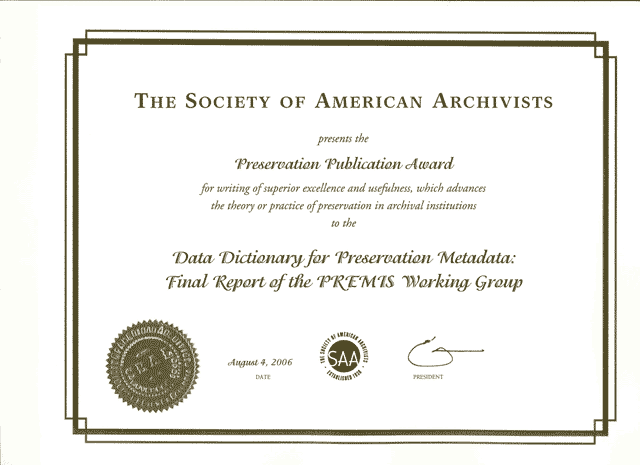 THE SOCIETY OF AMERICAN ARCHIVISTS
presents the
Preservation Publication Award
for writing of superior excellence and usefulness, which advances
the theory or practice of preservation in archival institutions
to the
Data Dictionary for Preservation Metadata:
Final Report of the PREMIS Working Group
August 4, 2006
DATE
THE SOCIETY OF AMERICAN ARCHIVISTS
SAA
ESTABLISHED 1936
PRESIDENT